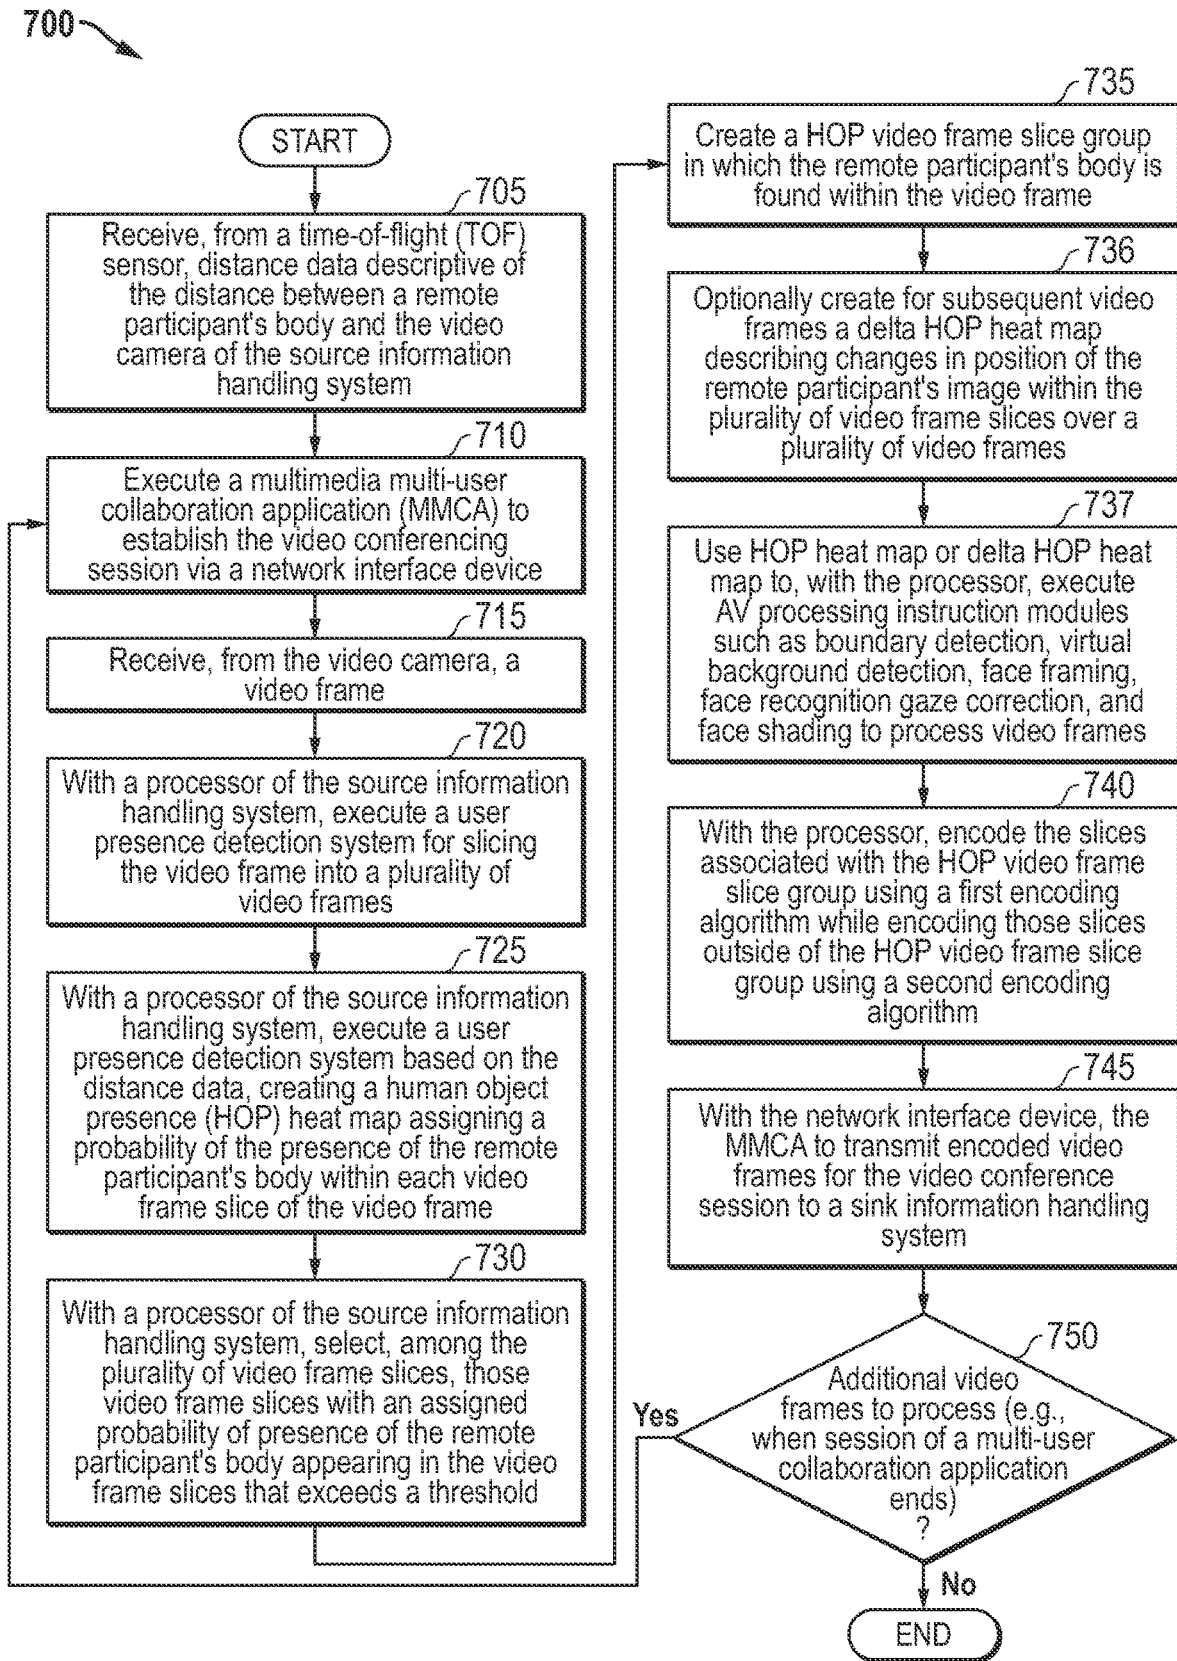 700
START
705
Receive, from a time-of-flight (TOF)
sensor, distance data descriptive of
the distance between a remote
participant's body and the video
camera of the source information
handling system
710
Execute a multimedia multi-user
collaboration application (MMCA) to
establish the video conferencing
session via a network interface device
715
Receive, from the video camera, a
video frame
720
With a processor of the source information
handling system, execute a user
presence detection system for slicing
the video frame into a plurality of
video frames
725
With a processor of the source information
handling system, execute a user
presence detection system based on the
distance data, creating a human object
presence (HOP) heat map assigning a
probability of the presence of the remote
participant's body within each video
frame slice of the video frame
730
With a processor of the source information
handling system, select, among the
plurality of video frame slices, those
video frame slices with an assigned
probability of presence of the remote
participant's body appearing in the video
frame slices that exceeds a threshold
735
Create a HOP video frame slice group
in which the remote participant's body is
found within the video frame
736
Optionally create for subsequent video
frames a delta HOP heat map
describing changes in position of the
remote participant's image within the
plurality of video frame slices over a
plurality of video frames
737
Use HOP heat map or delta HOP heat
map to, with the processor, execute
AV processing instruction modules
such as boundary detection, virtual
background detection, face framing,
face recognition gaze correction, and
face shading to process video frames
740
With the processor, encode the slices
associated with the HOP video frame
slice group using a first encoding
algorithm while encoding those slices
outside of the HOP video frame slice
group using a second encoding
algorithm
745
With the network interface device, the
MMCA to transmit encoded video
frames for the video conference
session to a sink information handling
system
750
Additional video
frames to process (e.g.,
when session of a multi-user
collaboration application
ends)
?
Yes
No
END